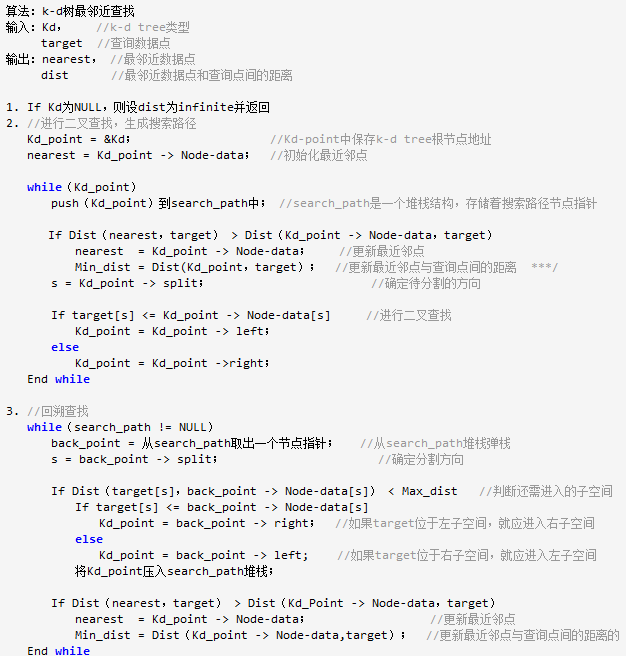 算法：k-d树最邻近查找
输入：Kd， //k-d tree类型
target //查询数据点
输出：nearest， //最邻近数据点
dist //最邻近数据点和查询点间的距离
1. If Kd为NULL，则设dist为infinite并返回
2. //进行二叉查找，生成搜索路径
Kd_point = &Kd； //Kd-point中保存k-d tree根节点地址
nearest = Kd_point -> Node-data； //初始化最近邻点
while（Kd_point）
push（Kd_point）到search_path中； //search_path是一个堆栈结构，存储着搜索路径节点指针
If Dist（nearest，target） > Dist（Kd_point -> Node-data，target）
nearest = Kd_point -> Node-data； //更新最近邻点
Min_dist = Dist(Kd_point，target）； //更新最近邻点与查询点间的距离 ***/
s = Kd_point -> split； //确定待分割的方向
If target[s] <= Kd_point -> Node-data[s] //进行二叉查找
Kd_point = Kd_point -> left；
else
Kd_point = Kd_point ->right；
End while
3. //回溯查找
while（search_path != NULL）
back_point = 从search_path取出一个节点指针； //从search_path堆栈弹栈
s = back_point -> split； //确定分割方向
If Dist（target[s]，back_point -> Node-data[s]） < Max_dist //判断还需进入的子空间
If target[s] <= back_point -> Node-data[s]
Kd_point = back_point -> right； //如果target位于左子空间，就应进入右子空间
else
Kd_point = back_point -> left; //如果target位于右子空间，就应进入左子空间
将Kd_point压入search_path堆栈；
If Dist（nearest，target） > Dist（Kd_Point -> Node-data，target）
nearest = Kd_point -> Node-data； //更新最近邻点
Min_dist = Dist（Kd_point -> Node-data,target）； //更新最近邻点与查询点间的距离的
End while